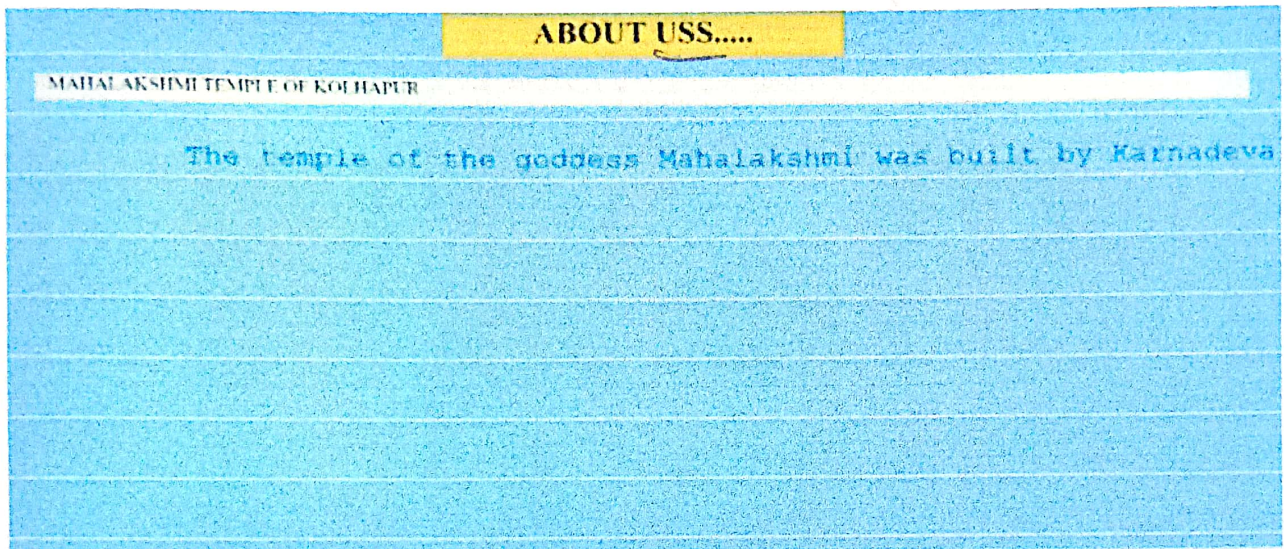 ABOUT USS.....
MAHALAKSHMI TEMPLE OF KOLHAPUR
The temple of the goddess Mahalakshmi was built by Karnadeva